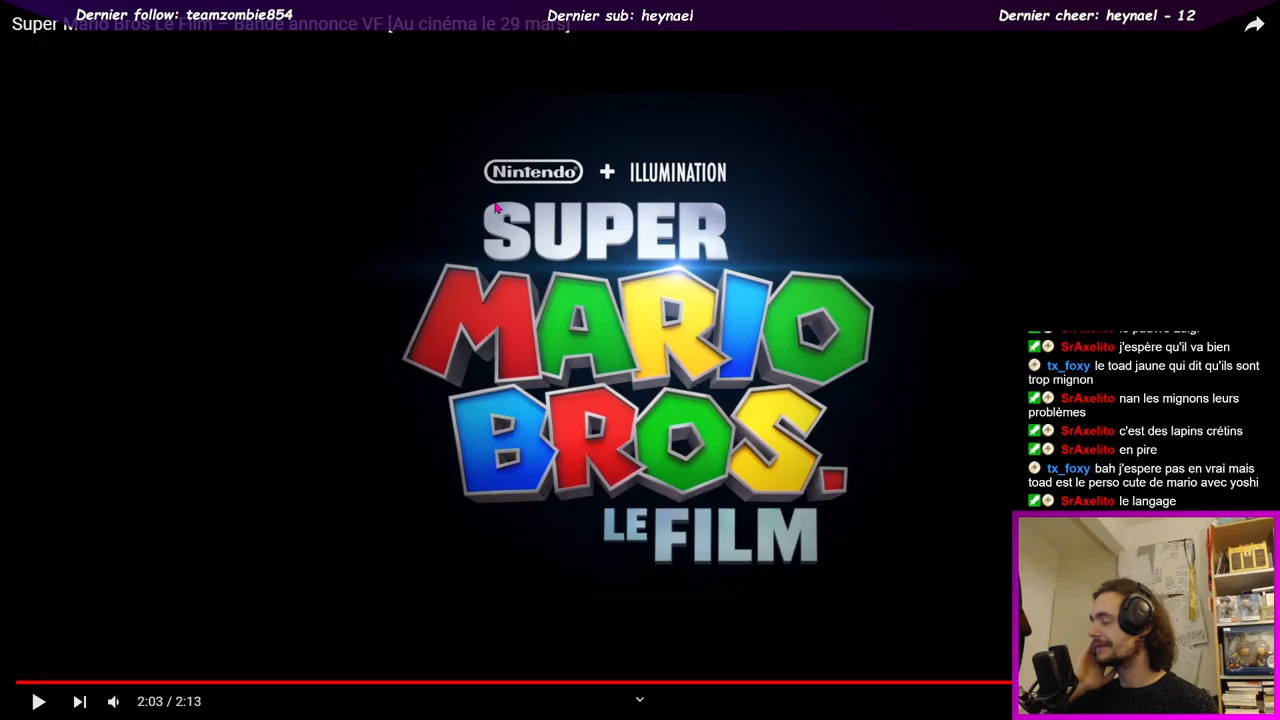 Dernier follow: teamzombie854
Dernier sub: heynael
Dernier cheer: heynael - 12
Super Mario Bros Le Film – Bande annonce VF [Au cinéma le 29 mars]
Nintendo + ILLUMINATION
SUPER
MARIO
BROS.
LE FILM
SrAxelito j'espère qu'il va bien
tx_foxy le toad jaune qui dit qu'ils sont
trop mignon
SrAxelito nan les mignons leurs
problèmes
SrAxelito c'est des lapins crétins
SrAxelito en pire
tx_foxy bah j'espere pas en vrai mais
toad est le perso cute de mario avec yoshi
SrAxelito le langage
2:03 / 2:13